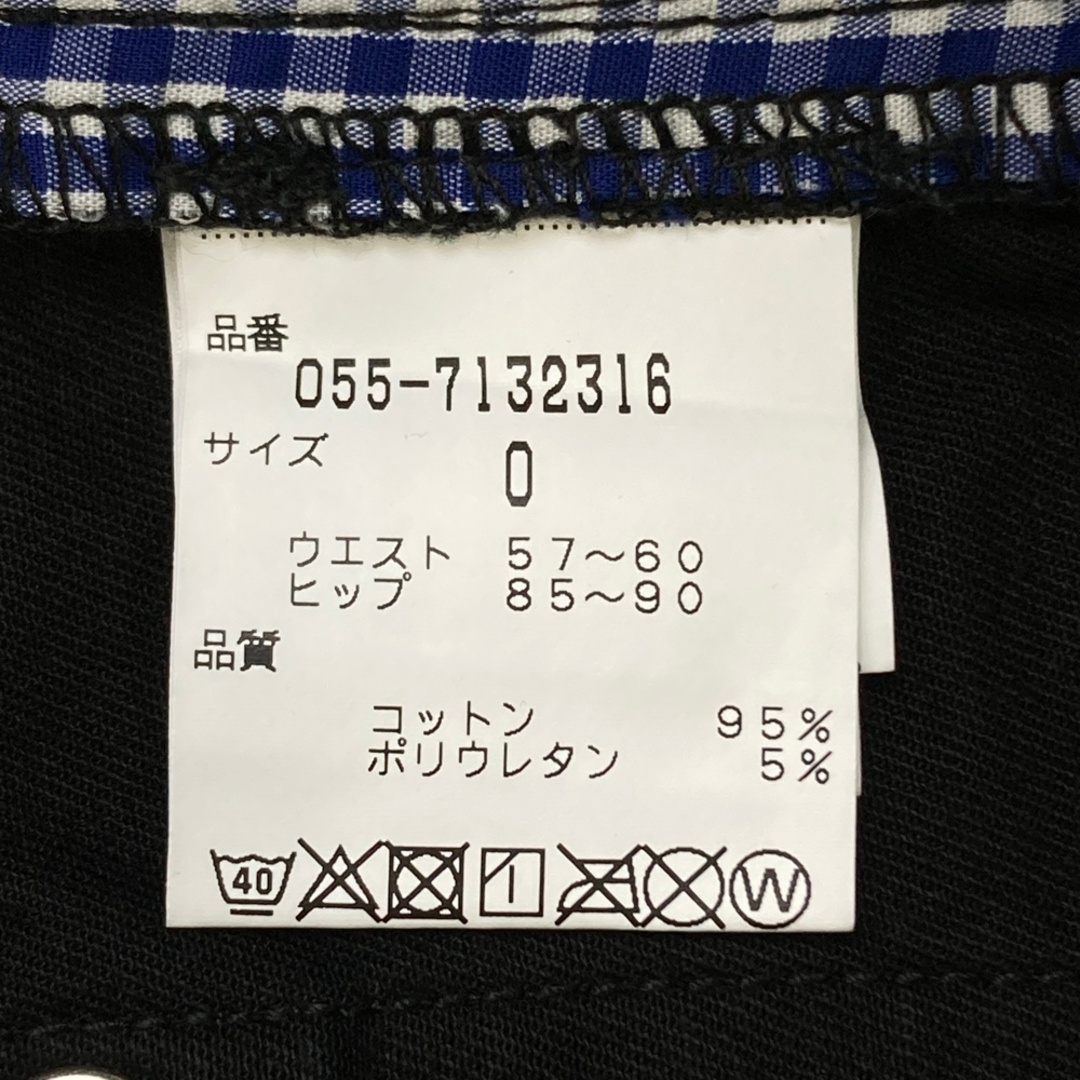 品番
055-7132316
サイズ 0
ウエスト 57～60
ヒップ 85～90
品質
コットン 95%
ポリウレタン 5%
40 W